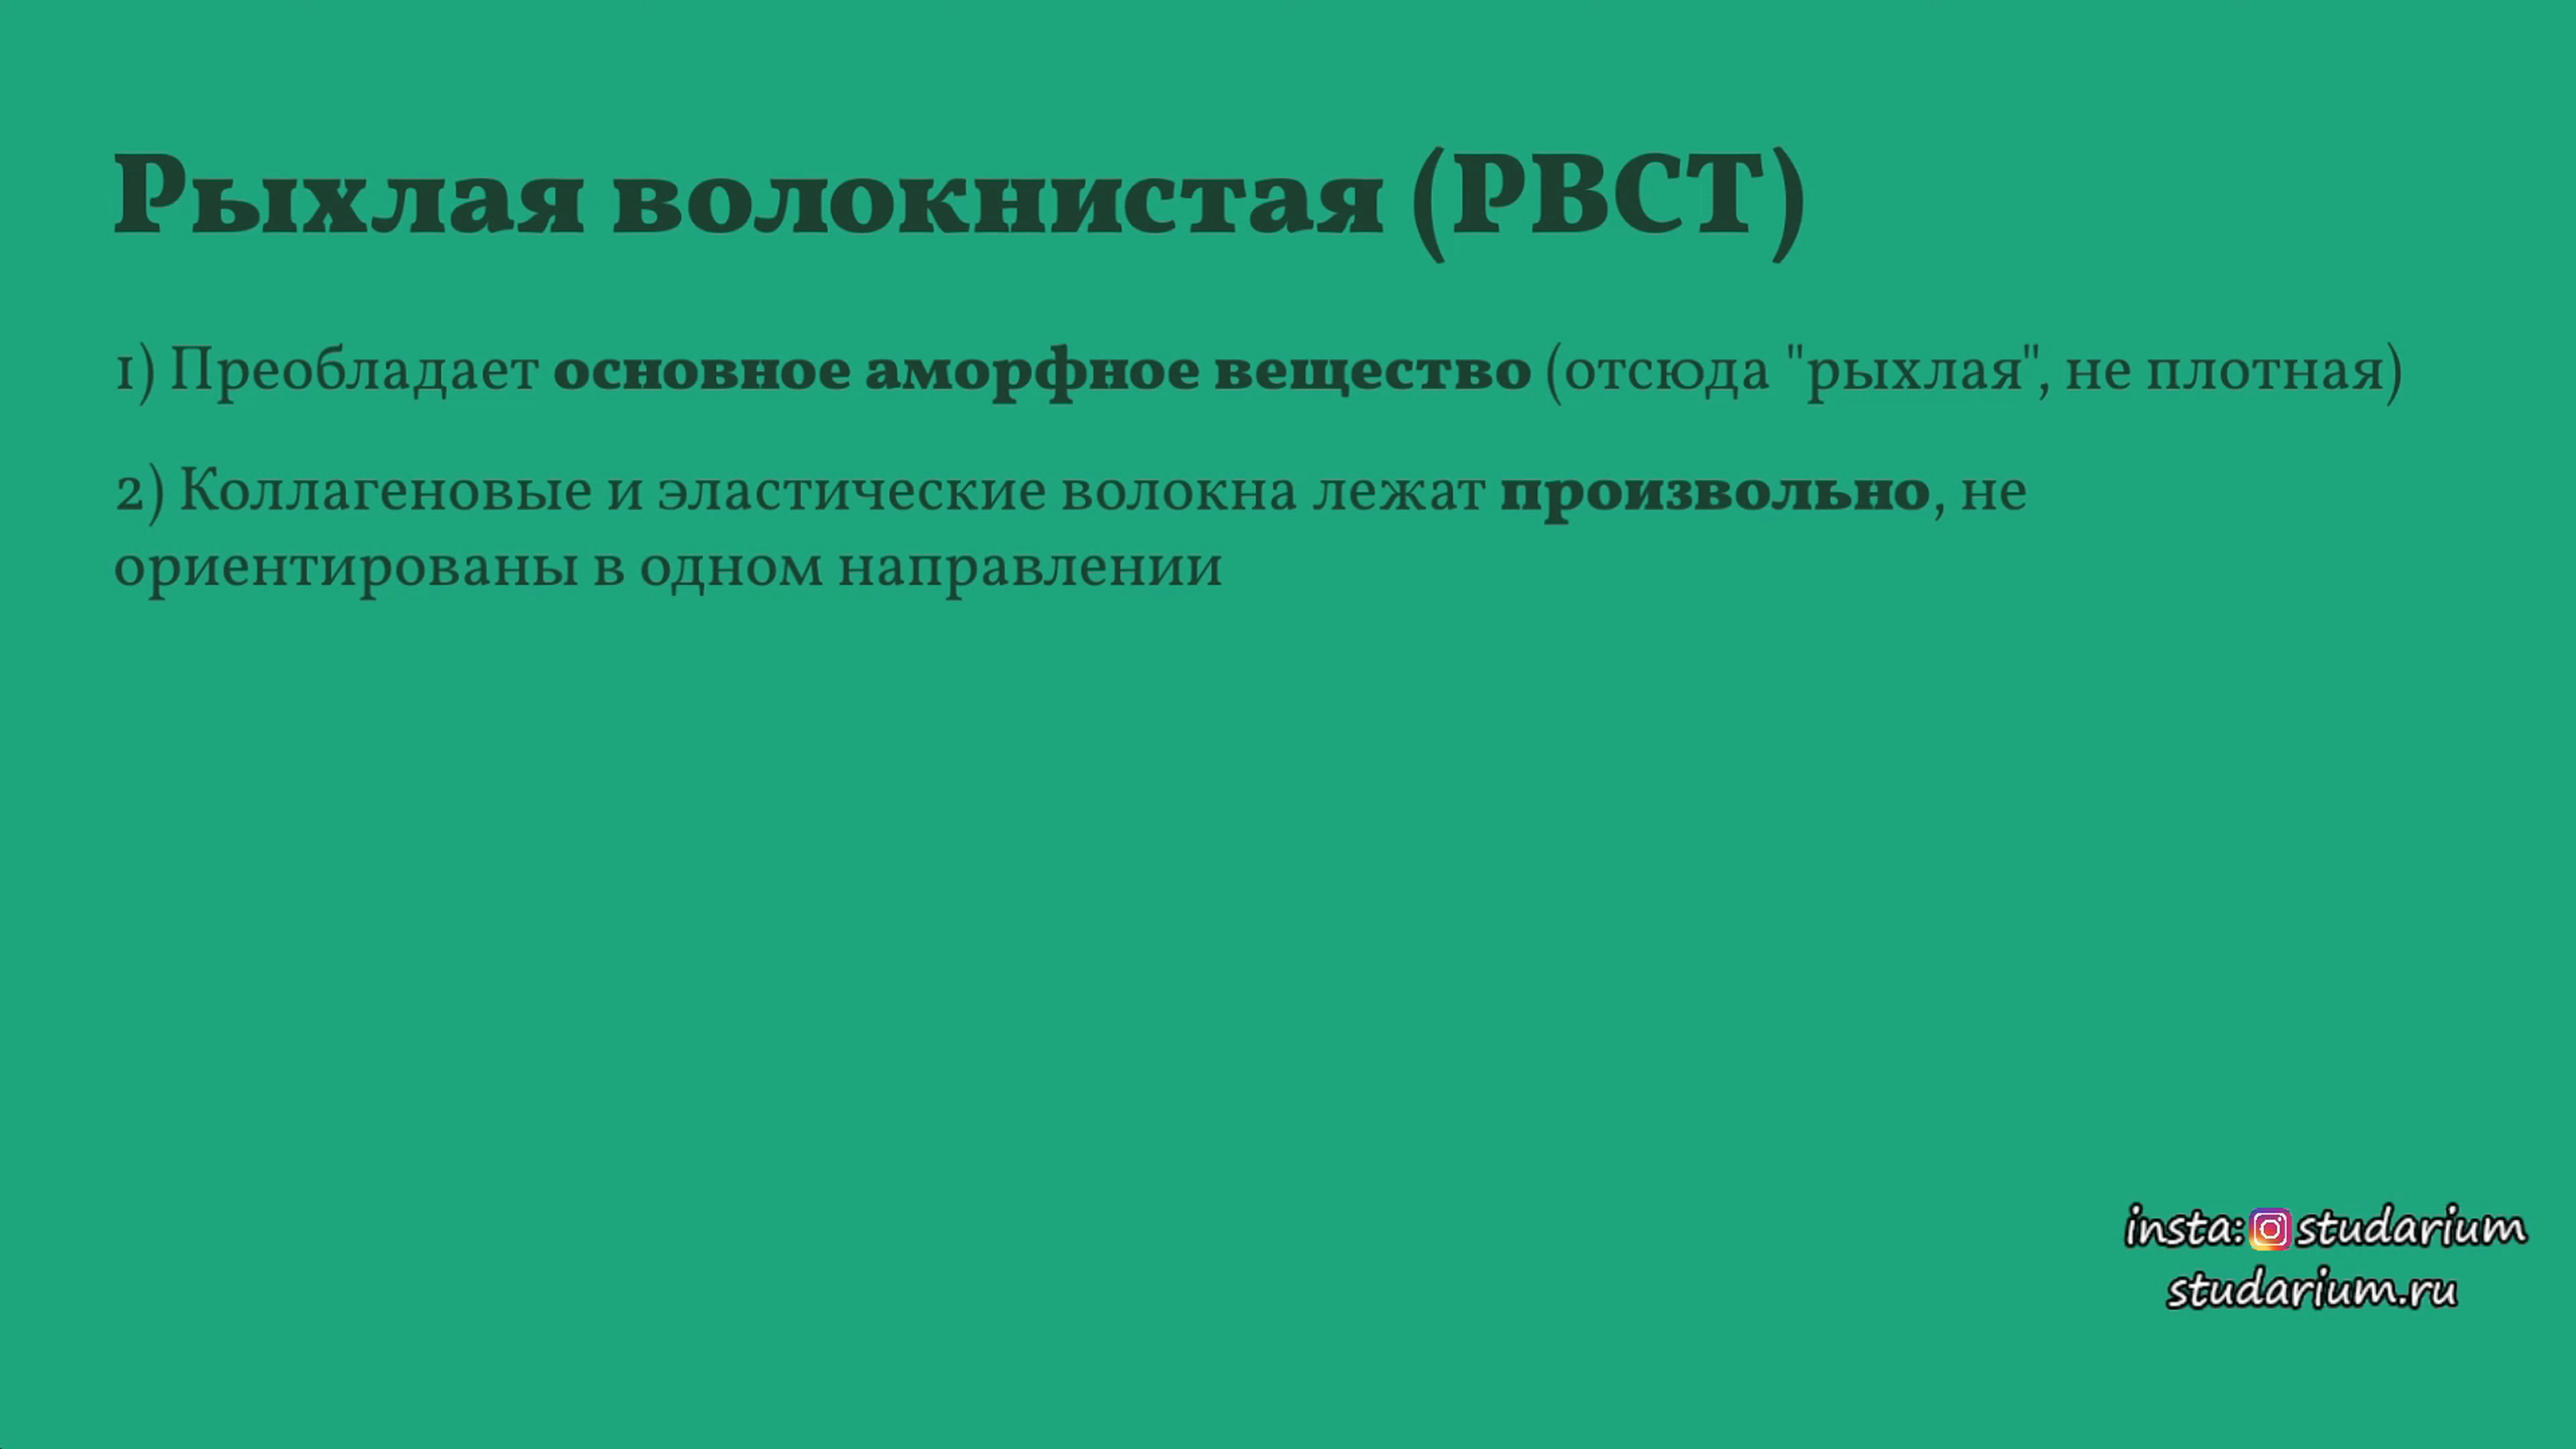 Рыхлая волокнистая (РВСТ)
1) Преобладает основное аморфное вещество (отсюда "рыхлая", не плотная)
2) Коллагеновые и эластические волокна лежат произвольно, не
ориентированы в одном направлении
insta: studarium
studarium.ru